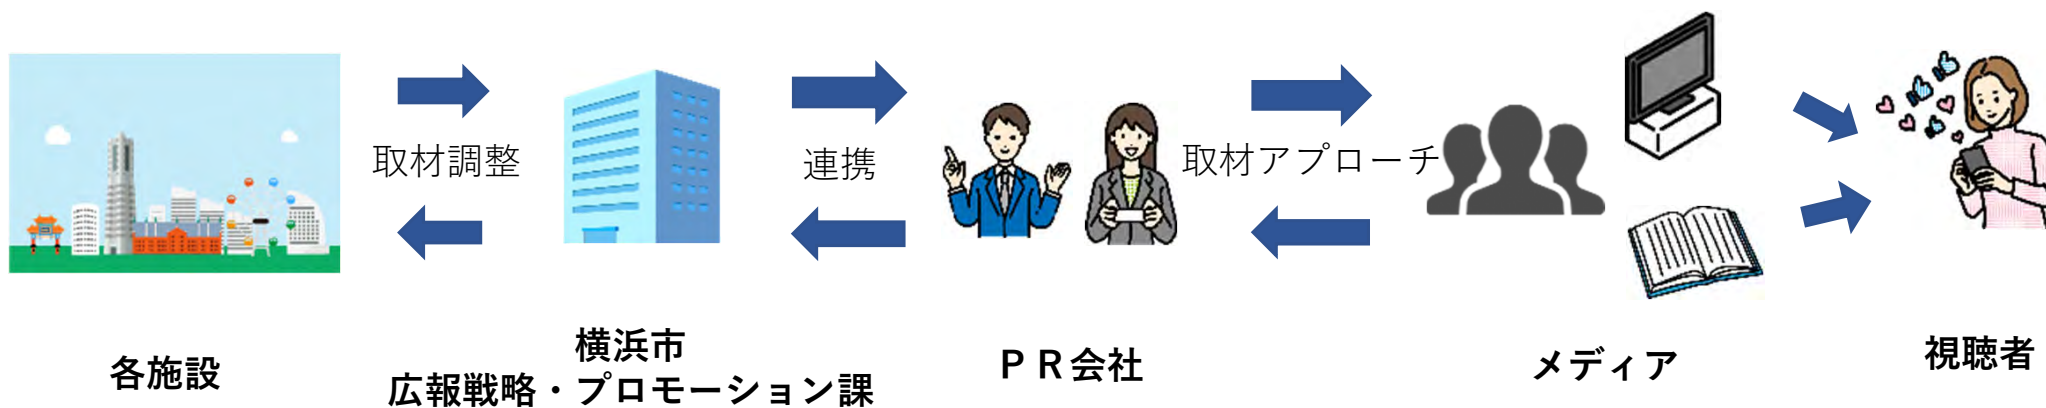 取材調整
連携
取材アプローチ
各施設
横浜市
広報戦略・プロモーション課
ＰＲ会社
メディア
視聴者